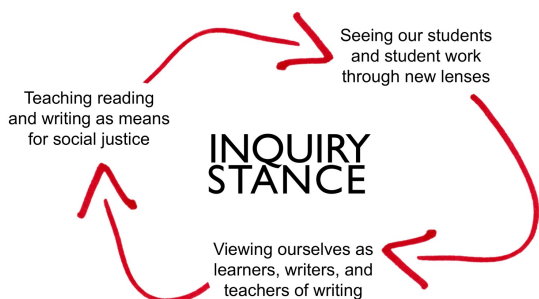 Seeing our students
and student work
through new lenses
Teaching reading
and writing as means
for social justice
INQUIRY
STANCE
Viewing ourselves as
learners, writers, and
teachers of writing